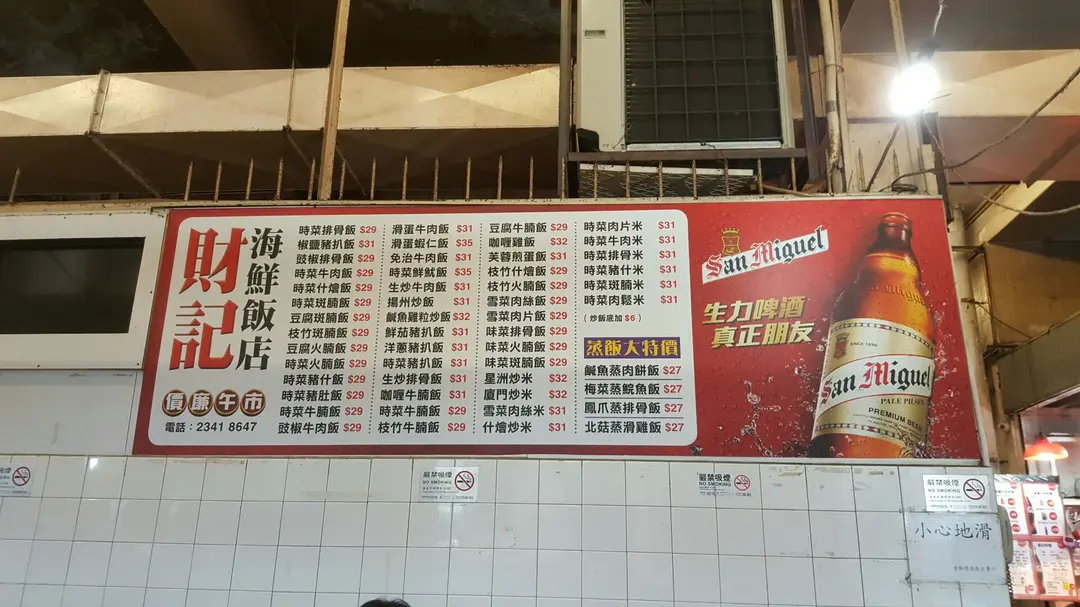 財記
海鮮飯店
價廉午市
電話：2341 8647
時菜排骨飯 $29
椒鹽豬扒飯 $31
豉椒排骨飯 $29
時菜牛肉飯 $29
時菜什燴飯 $29
時菜斑腩飯 $29
豆腐斑腩飯 $29
枝竹斑腩飯 $29
豆腐火腩飯 $29
時菜火腩飯 $29
時菜豬什飯 $29
時菜豬肚飯 $29
時菜牛腩飯 $29
豉椒牛肉飯 $29
滑蛋牛肉飯 $31
滑蛋蝦仁飯 $35
免治牛肉飯 $31
時菜鮮魷飯 $35
生炒牛肉飯 $31
揚州炒飯 $31
鹹魚雞粒炒飯 $32
鮮茄豬扒飯 $31
洋蔥豬扒飯 $31
時菜豬扒飯 $31
生炒排骨飯 $31
咖喱牛腩飯 $31
時菜牛腩飯 $29
枝竹牛腩飯 $29
豆腐牛腩飯 $29
咖喱雞飯 $32
芙蓉煎蛋飯 $31
枝竹什燴飯 $29
枝竹火腩飯 $29
雪菜肉絲飯 $29
雪菜肉片飯 $29
味菜排骨飯 $29
味菜火腩飯 $29
味菜斑腩飯 $29
星洲炒米 $32
廈門炒米 $32
雪菜肉絲米 $31
什燴炒米 $31
時菜肉片米 $31
時菜牛肉米 $31
時菜排骨米 $31
時菜豬什米 $31
時菜斑腩米 $31
時菜肉鬆米 $31
( 炒飯底加 $6 )
蒸飯大特價
鹹魚蒸肉餅飯 $27
梅菜蒸鯇魚飯 $27
鳳爪蒸排骨飯 $27
北菇蒸滑雞飯 $27
San Miguel
生力啤酒
真正朋友
San Miguel
PALE PILSEN
PREMIUM BEER
嚴禁吸煙
NO SMOKING
嚴禁吸煙
NO SMOKING
嚴禁吸煙
NO SMOKING
小心地滑